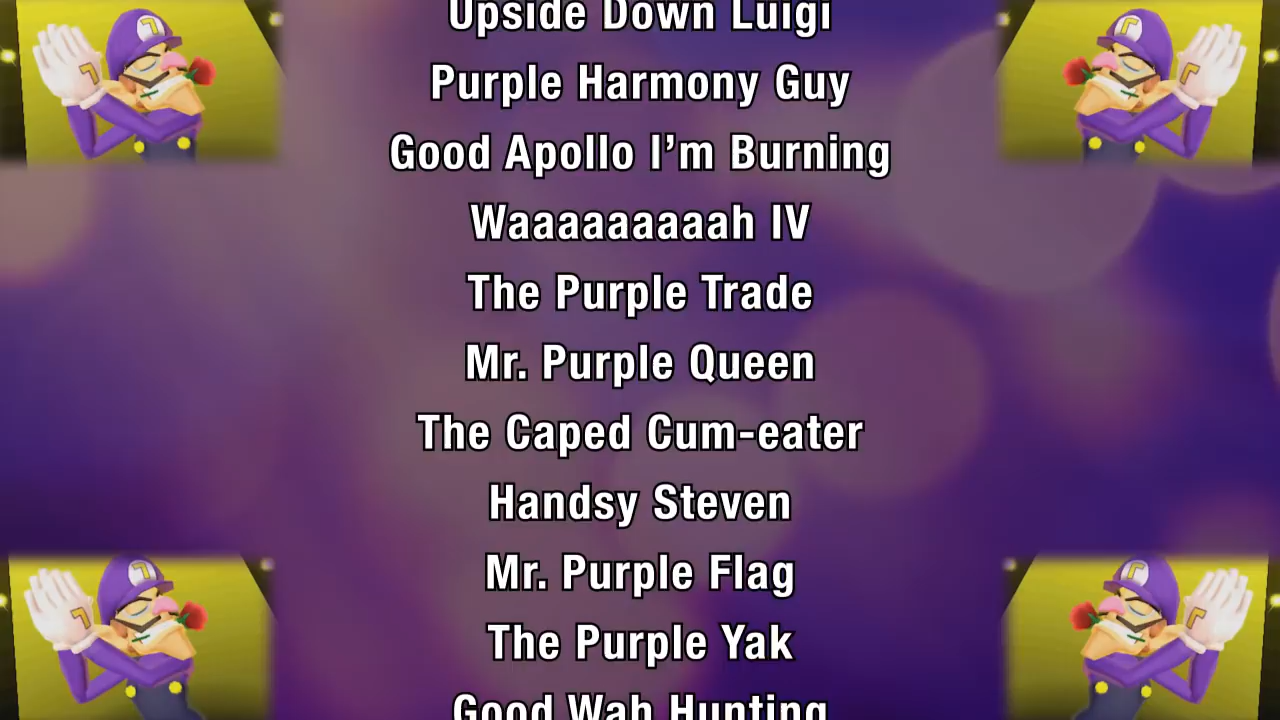 Upside Down Luigi
Purple Harmony Guy
Good Apollo I’m Burning
Waaaaaaaaah IV
The Purple Trade
Mr. Purple Queen
The Caped Cum-eater
Handsy Steven
Mr. Purple Flag
The Purple Yak
Good Wah Hunting